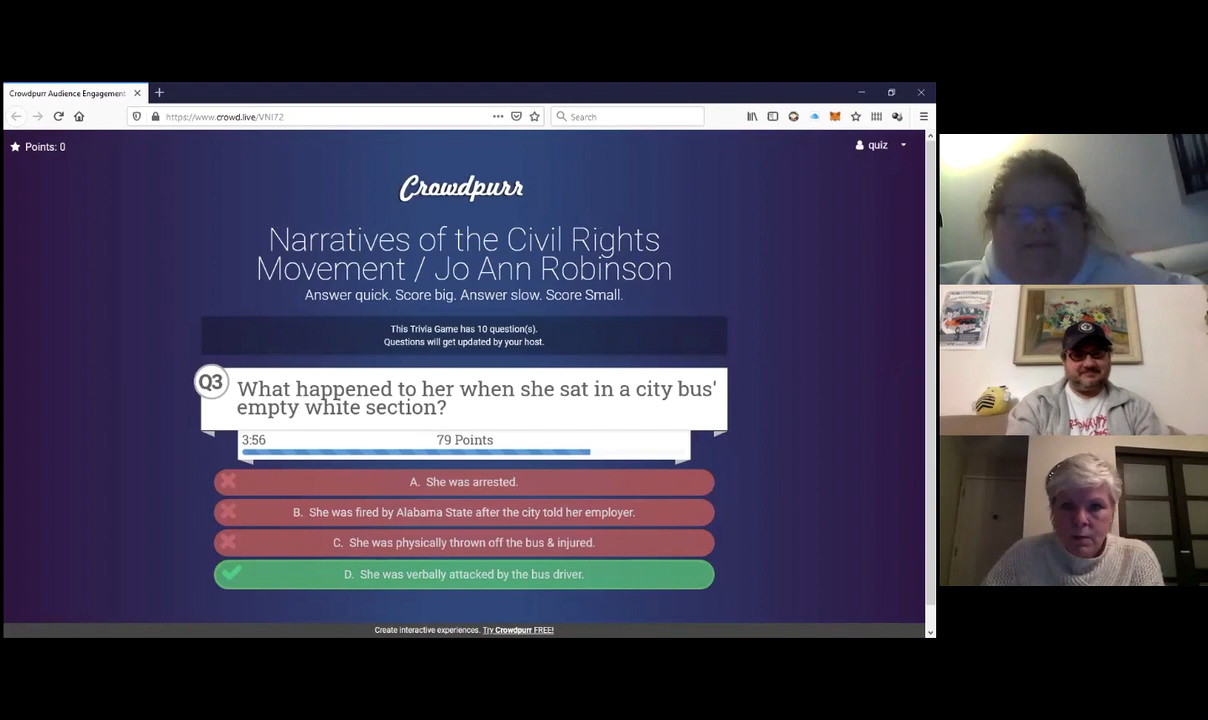 Crowdpurr Audience Engagement
https://www.crowd.live/VNI72
Search
Points: 0
quiz
Crowdpurr
Narratives of the Civil Rights
Movement / Jo Ann Robinson
Answer quick. Score big. Answer slow. Score Small.
This Trivia Game has 10 question(s).
Questions will get updated by your host.
Q3
What happened to her when she sat in a city bus'
empty white section?
3:56 79 Points
A. She was arrested.
B. She was fired by Alabama State after the city told her employer.
C. She was physically thrown off the bus & injured.
D. She was verbally attacked by the bus driver.
Create interactive experiences. Try Crowdpurr FREE!